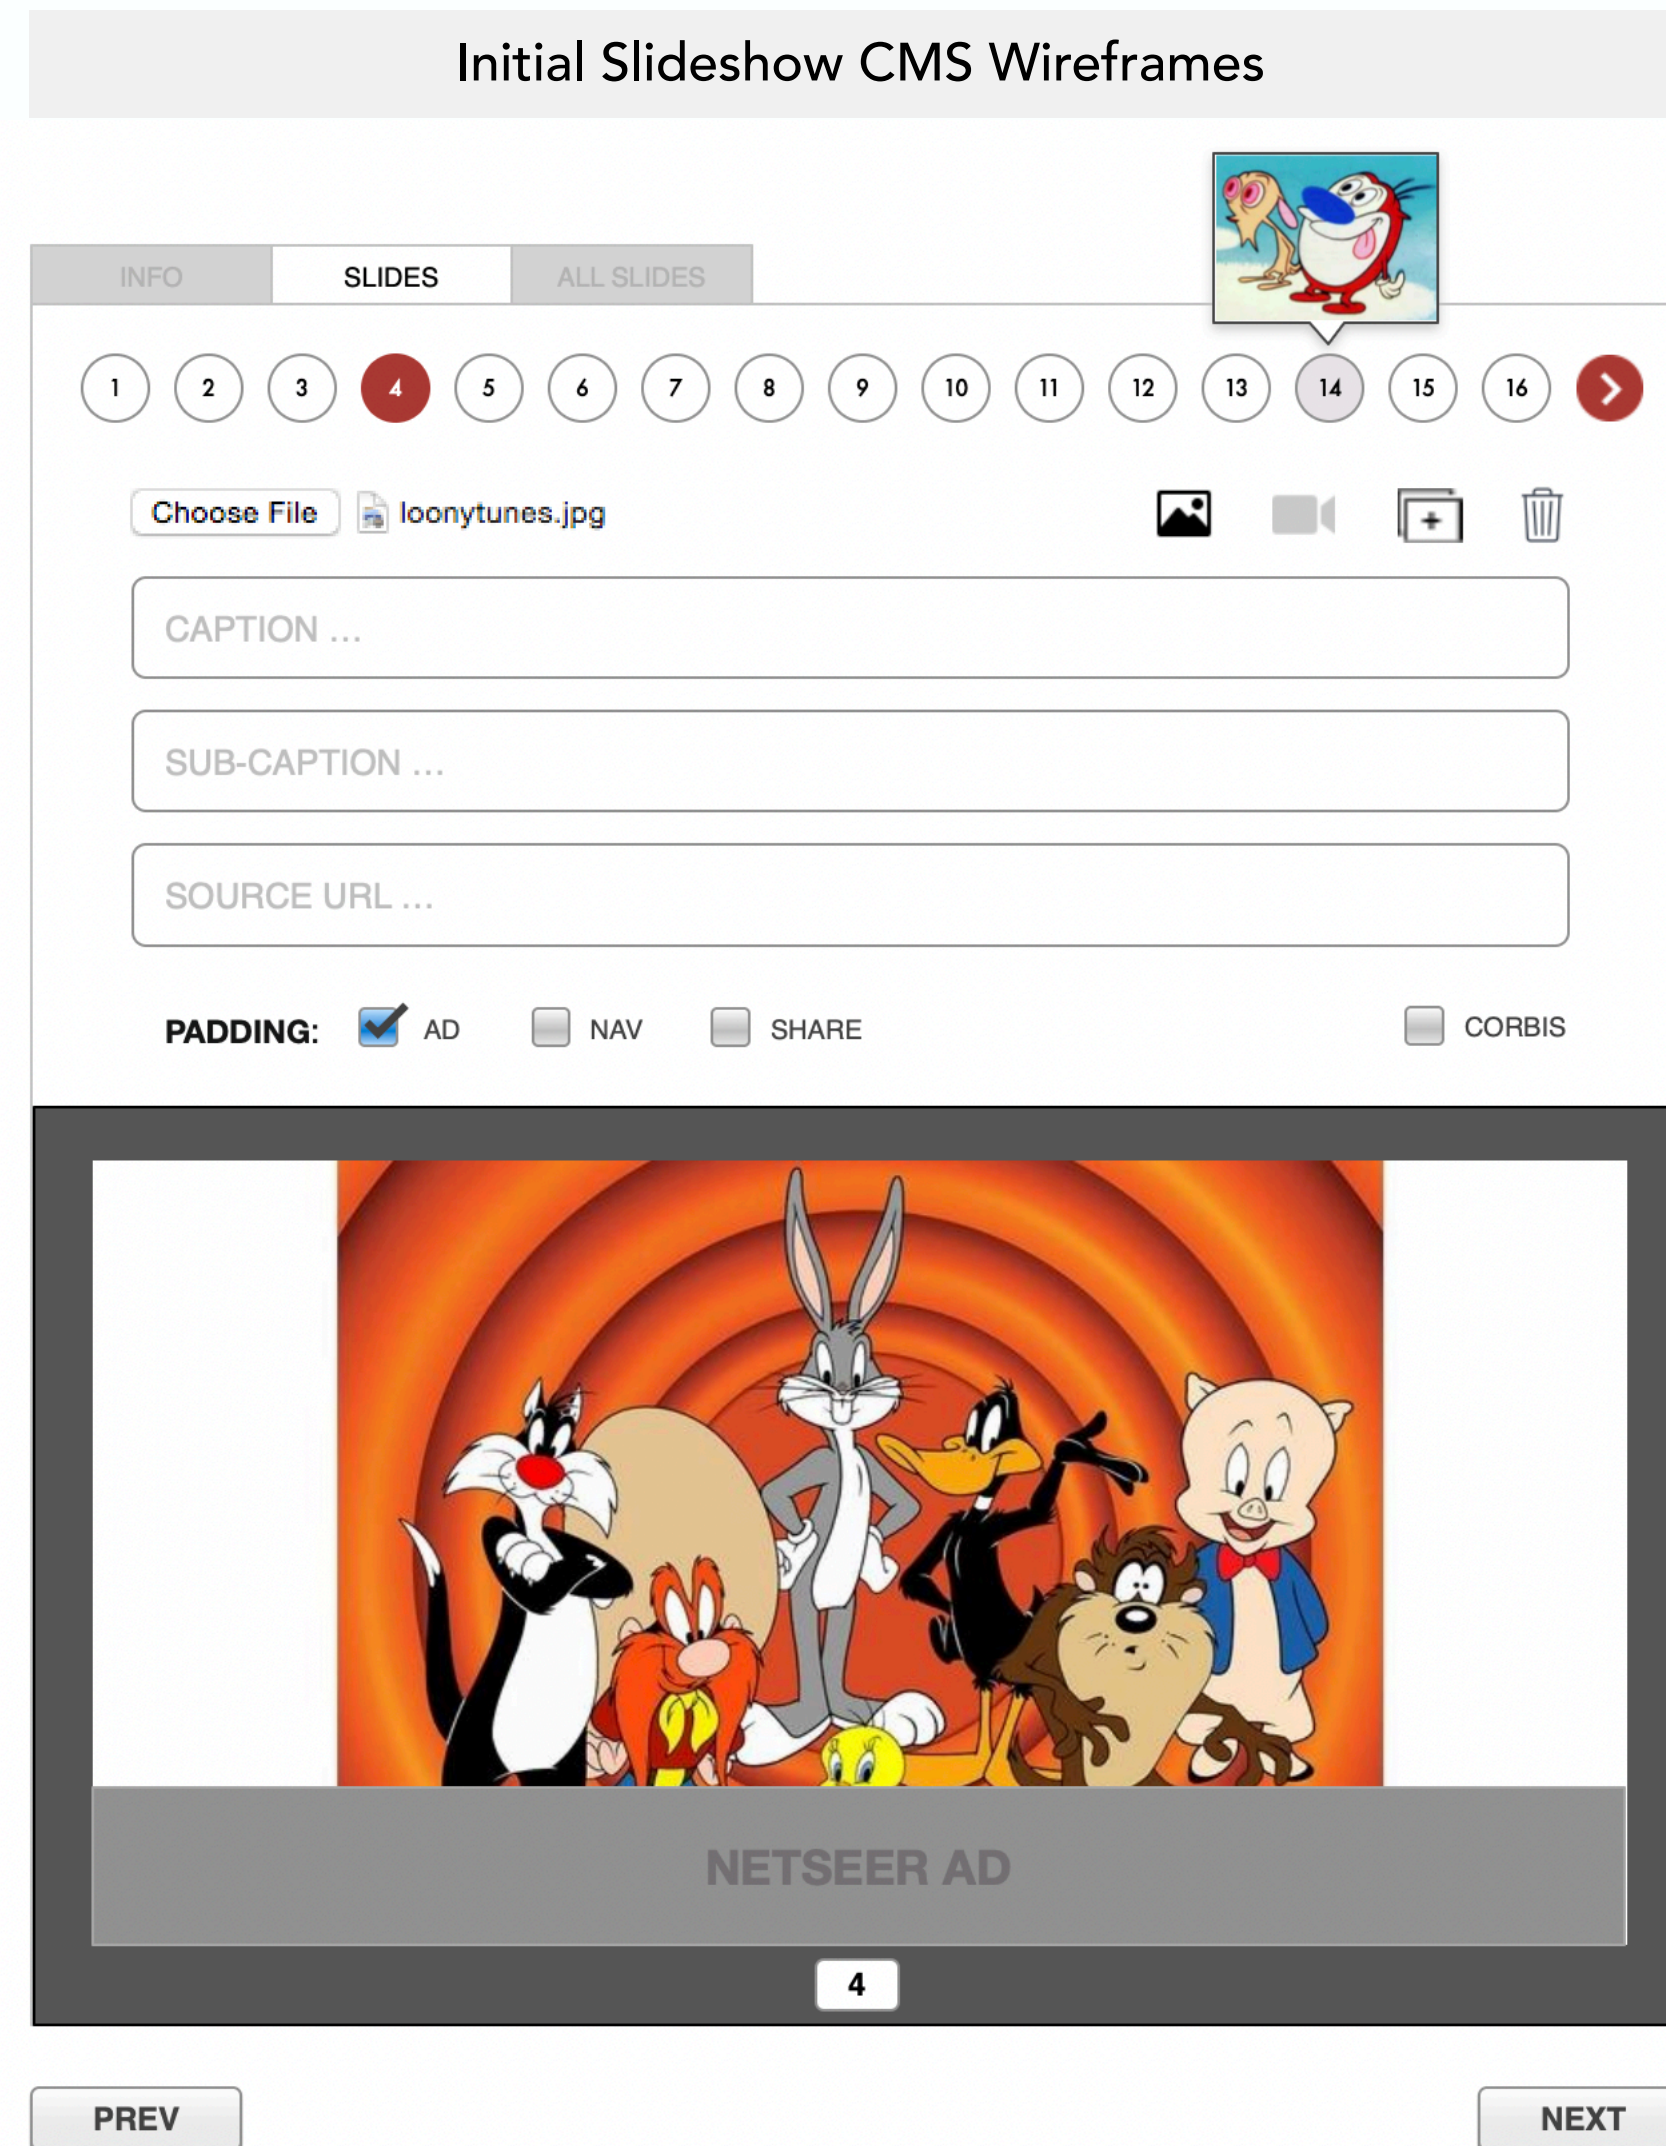 Initial Slideshow CMS Wireframes
INFO SLIDES ALL SLIDES
1 2 3 4 5 6 7 8 9 10 11 12 13 14 15 16
Choose File loonytunes.jpg
CAPTION ...
SUB-CAPTION ...
SOURCE URL ...
PADDING: AD NAV SHARE CORBIS
NETSEER AD
4
PREV NEXT